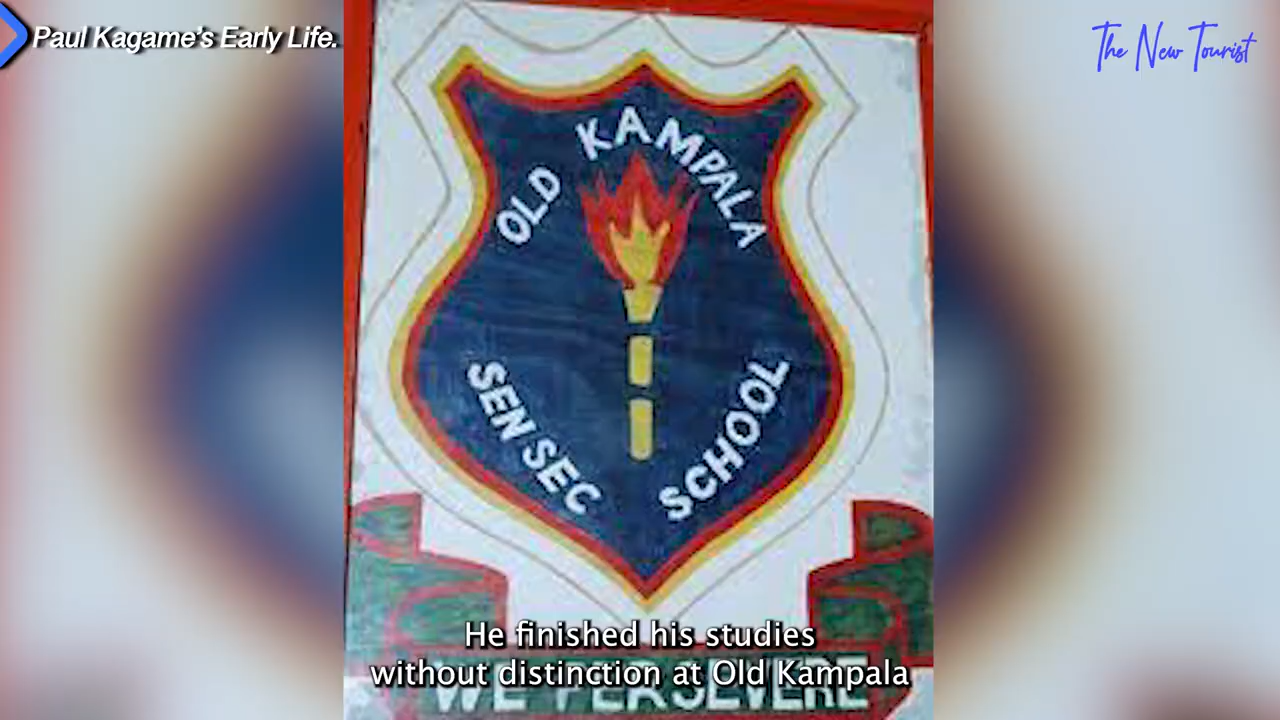 Paul Kagame's Early Life.
The New Tourist
OLD KAMPALA
SEN SEC SCHOOL
He finished his studies
without distinction at Old Kampala
WE PERSEVERE